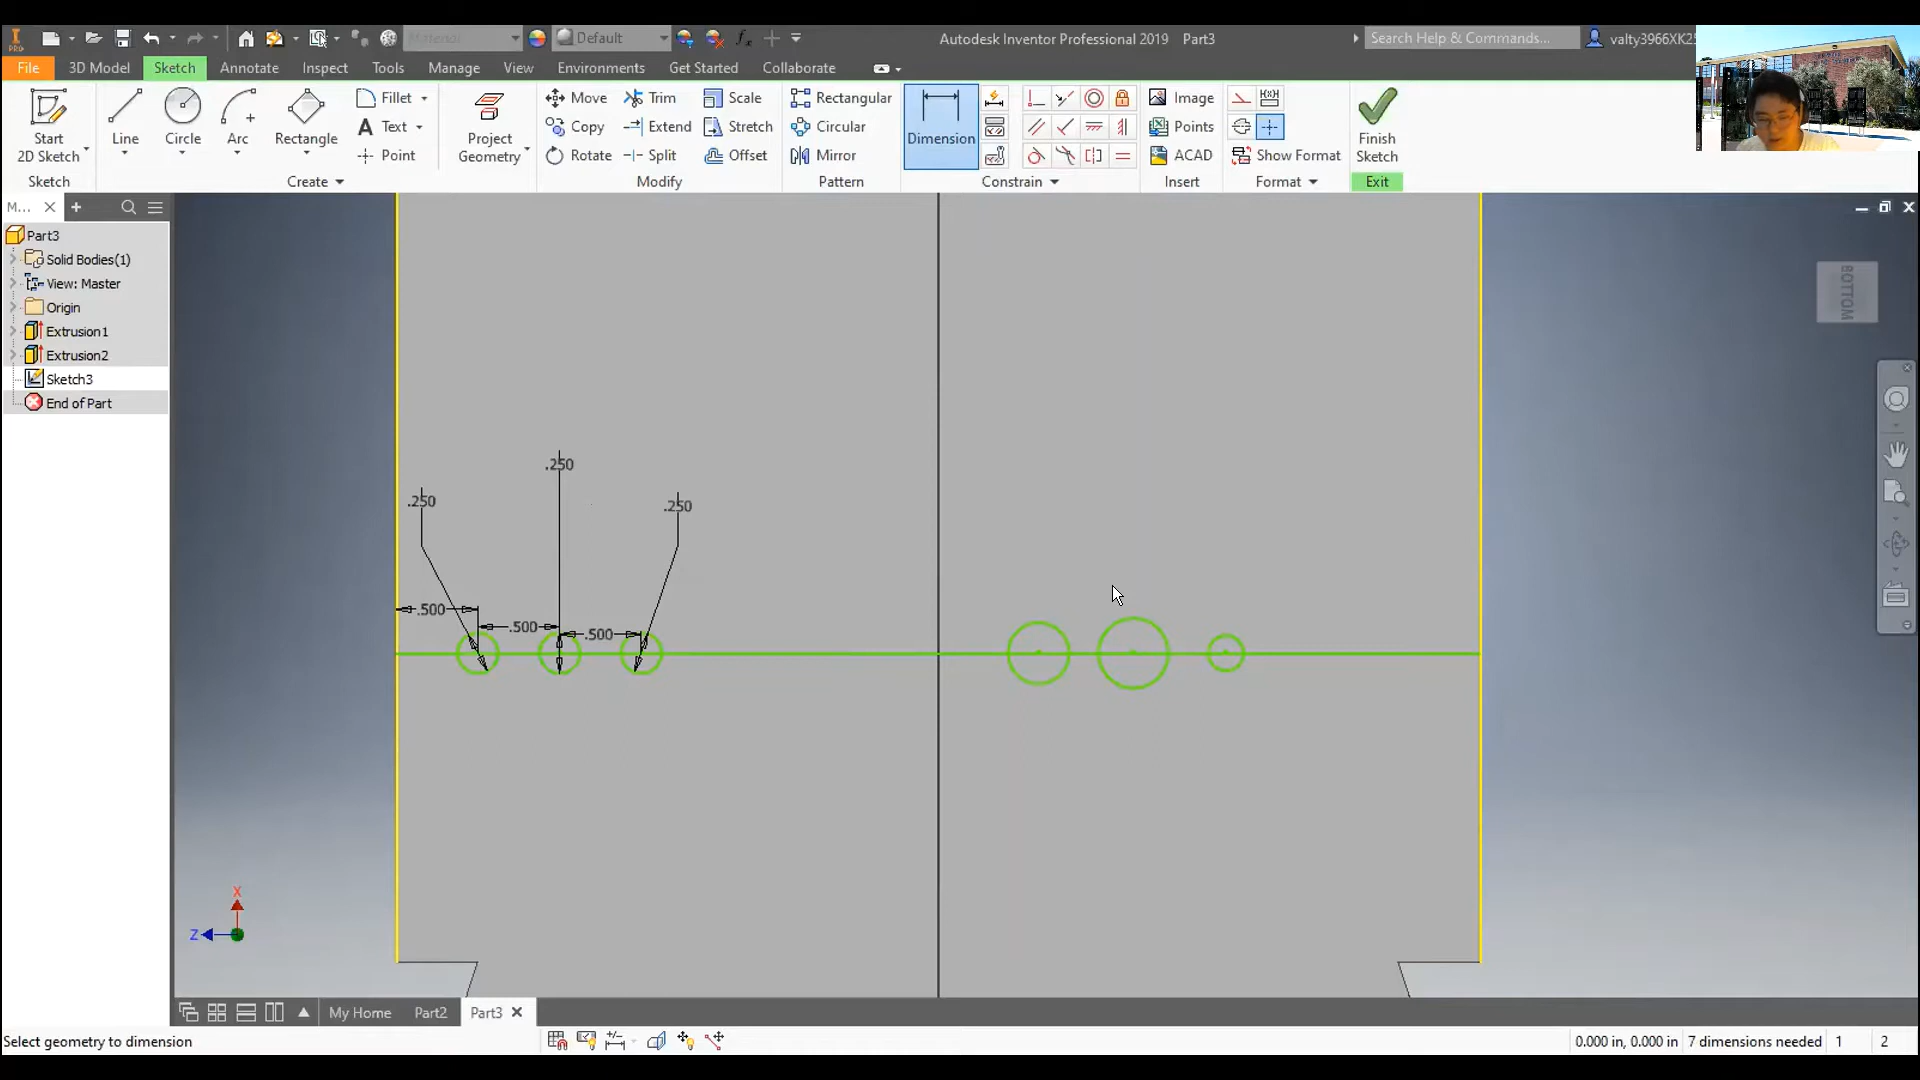 Default
Autodesk Inventor Professional 2019 Part3
Search Help & Commands...
valty3966XK25
File
3D Model
Sketch
Annotate
Inspect
Tools
Manage
View
Environments
Get Started
Collaborate
Start
2D Sketch
Line
Circle
Arc
Rectangle
Fillet
Text
Point
Project
Geometry
Move
Copy
Rotate
Trim
Extend
Split
Scale
Stretch
Offset
Rectangular
Circular
Mirror
Dimension
Image
Points
ACAD
Show Format
Finish
Sketch
Sketch
Create
Modify
Pattern
Constrain
Insert
Format
Exit
M...
Part3
Solid Bodies(1)
View: Master
Origin
Extrusion1
Extrusion2
Sketch3
End of Part
BOTTOM
.250
.250
.250
.500
.500
.500
X
Z
My Home
Part2
Part3
Select geometry to dimension
0.000 in, 0.000 in
7 dimensions needed
1
2